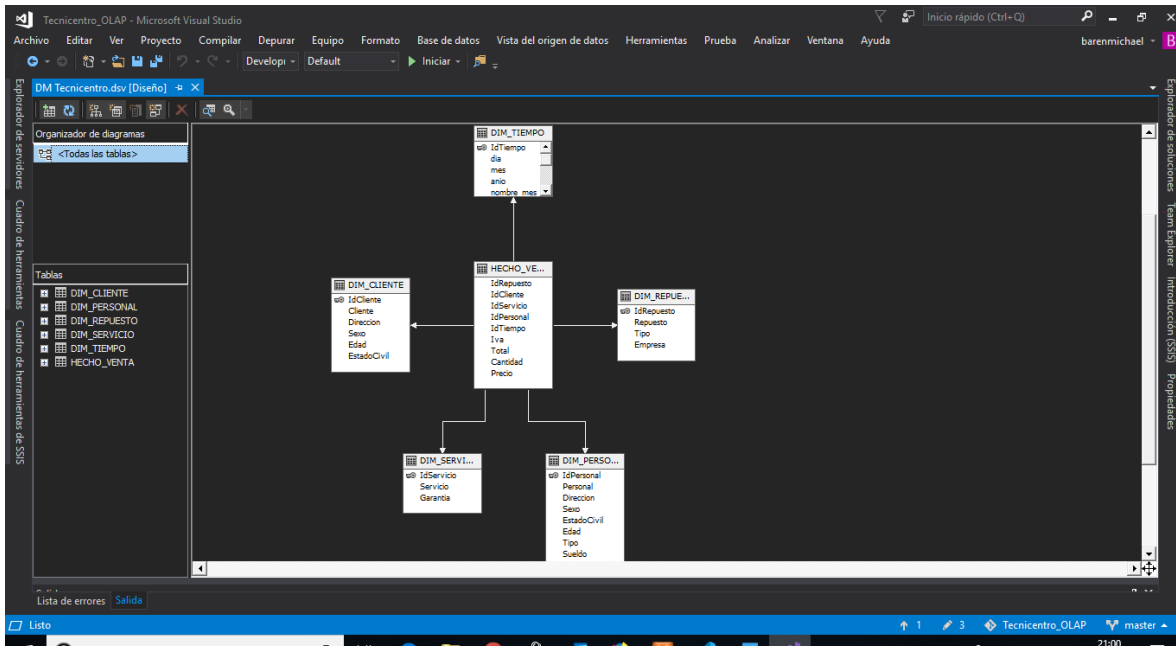 Tecnicentro_OLAP - Microsoft Visual Studio
Inicio rápido (Ctrl+Q)
Archivo Editar Ver Proyecto Compilar Depurar Equipo Formato Base de datos Vista del origen de datos Herramientas Prueba Analizar Ventana Ayuda
barenmichael B
Developı Default Iniciar
DM Tecnicentro.dsv [Diseño]
Organizador de diagramas
<Todas las tablas>
Tablas
DIM_CLIENTE
DIM_PERSONAL
DIM_REPUESTO
DIM_SERVICIO
DIM_TIEMPO
HECHO_VENTA
Explorador de servidores
Cuadro de herramientas
Cuadro de herramientas de SSIS
DIM_TIEMPO
IdTiempo
dia
mes
anio
nombre_mes
HECHO_VE...
IdRepuesto
IdCliente
IdServicio
IdPersonal
IdTiempo
Iva
Total
Cantidad
Precio
DIM_CLIENTE
IdCliente
Cliente
Direccion
Sexo
Edad
EstadoCivil
DIM_REPUE...
IdRepuesto
Repuesto
Tipo
Empresa
DIM_SERVI...
IdServicio
Servicio
Garantia
DIM_PERSO...
IdPersonal
Personal
Direccion
Sexo
EstadoCivil
Edad
Tipo
Sueldo
Explorador de soluciones
Team Explorer
Introducción (SSIS)
Propiedades
Lista de errores Salida
Listo
1 3 Tecnicentro_OLAP master
21:00